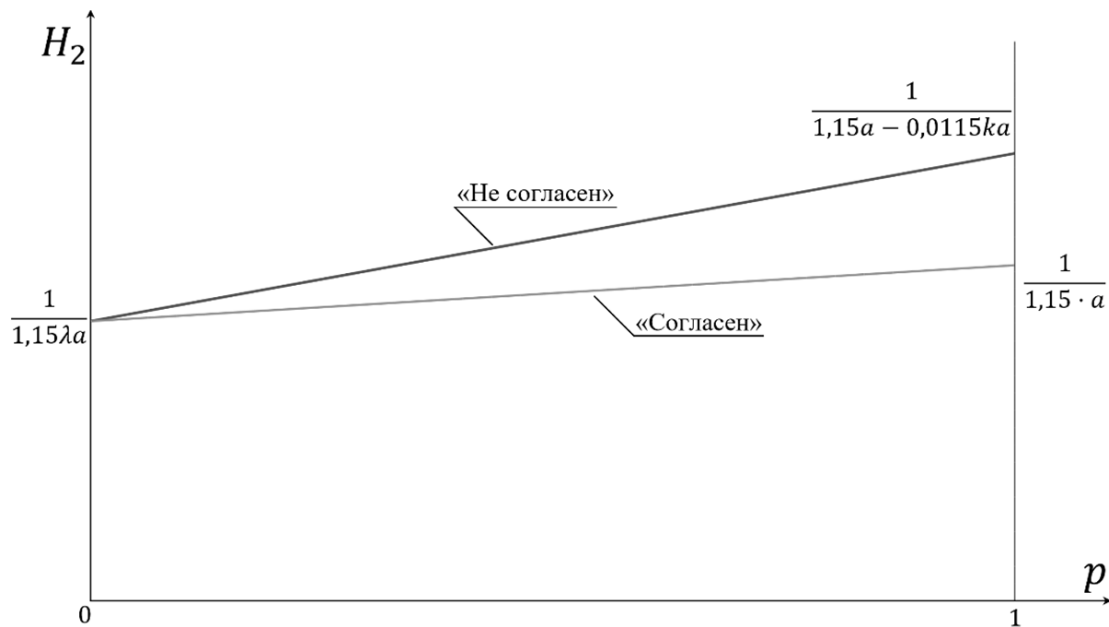 H₂
1
1,15a − 0,0115ka
«Не согласен»
1
1,15 · a
1
1,15λa
«Согласен»
p
0
1